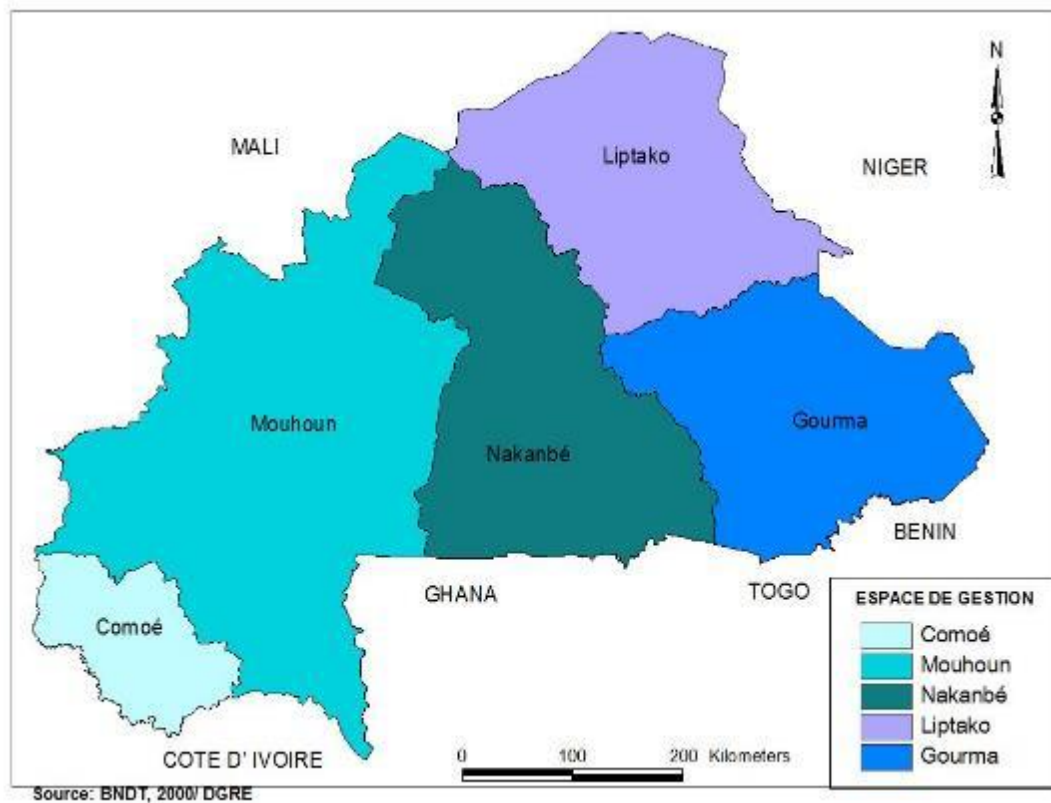 N
MALI
Liptako
NIGER
Mouhoun
Nakanbé
Gourma
BENIN
GHANA
TOGO
Comoé
COTE D' IVOIRE
ESPACE DE GESTION
Comoé
Mouhoun
Nakanbé
Liptako
Gourma
0 100 200 Kilometers
Source: BNDT, 2000/ DGRE